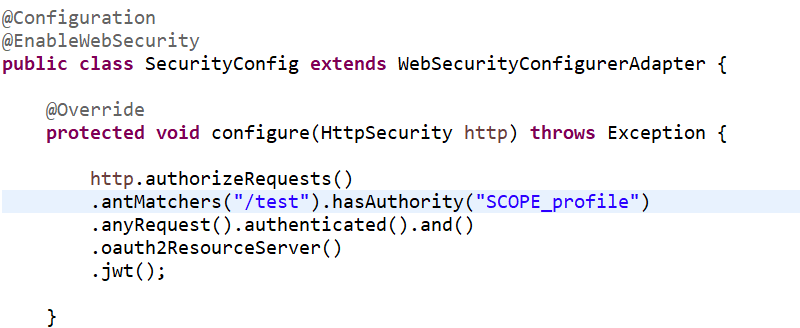 @Configuration
@EnableWebSecurity
public class SecurityConfig extends WebSecurityConfigurerAdapter {
@Override
protected void configure(HttpSecurity http) throws Exception {
http.authorizeRequests()
.antMatchers("/test").hasAuthority("SCOPE_profile")
.anyRequest().authenticated().and()
.oauth2ResourceServer()
.jwt();
}